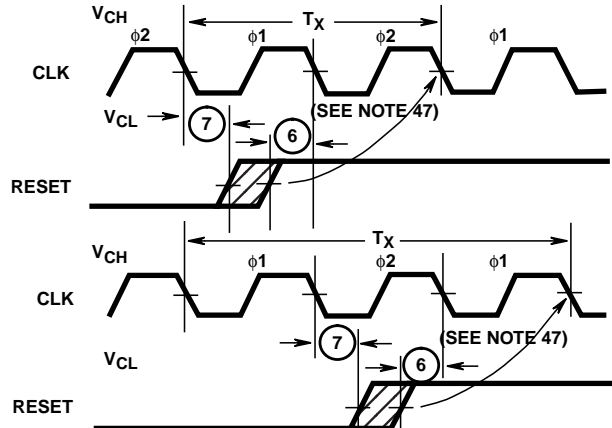 VCH
TX
ϕ2 ϕ1 ϕ2 ϕ1
CLK
(SEE NOTE 47)
VCL
7 6
RESET
VCH
TX
ϕ1 ϕ2 ϕ1
CLK
(SEE NOTE 47)
VCL
7 6
RESET